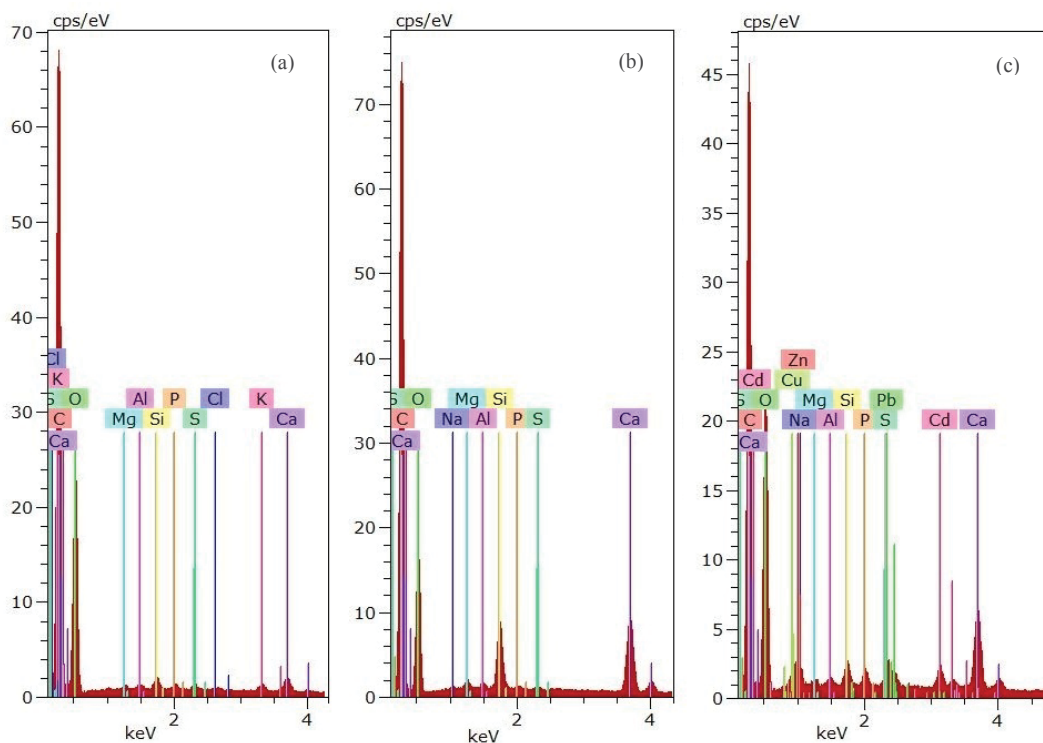 cps/eV
(a)
70
60
50
40
30
20
10
0
Cl
K
S O Al P Cl K
C Mg Si S Ca
Ca
2 4
keV
cps/eV
(b)
70
60
50
40
30
20
10
0
S O Mg Si
C Na Al P S Ca
Ca
2 4
keV
cps/eV
(c)
45
40
35
30
25
20
15
10
5
0
Zn
Cd Cu
S O Mg Si Pb
C Na Al P S Cd Ca
Ca
2 4
keV